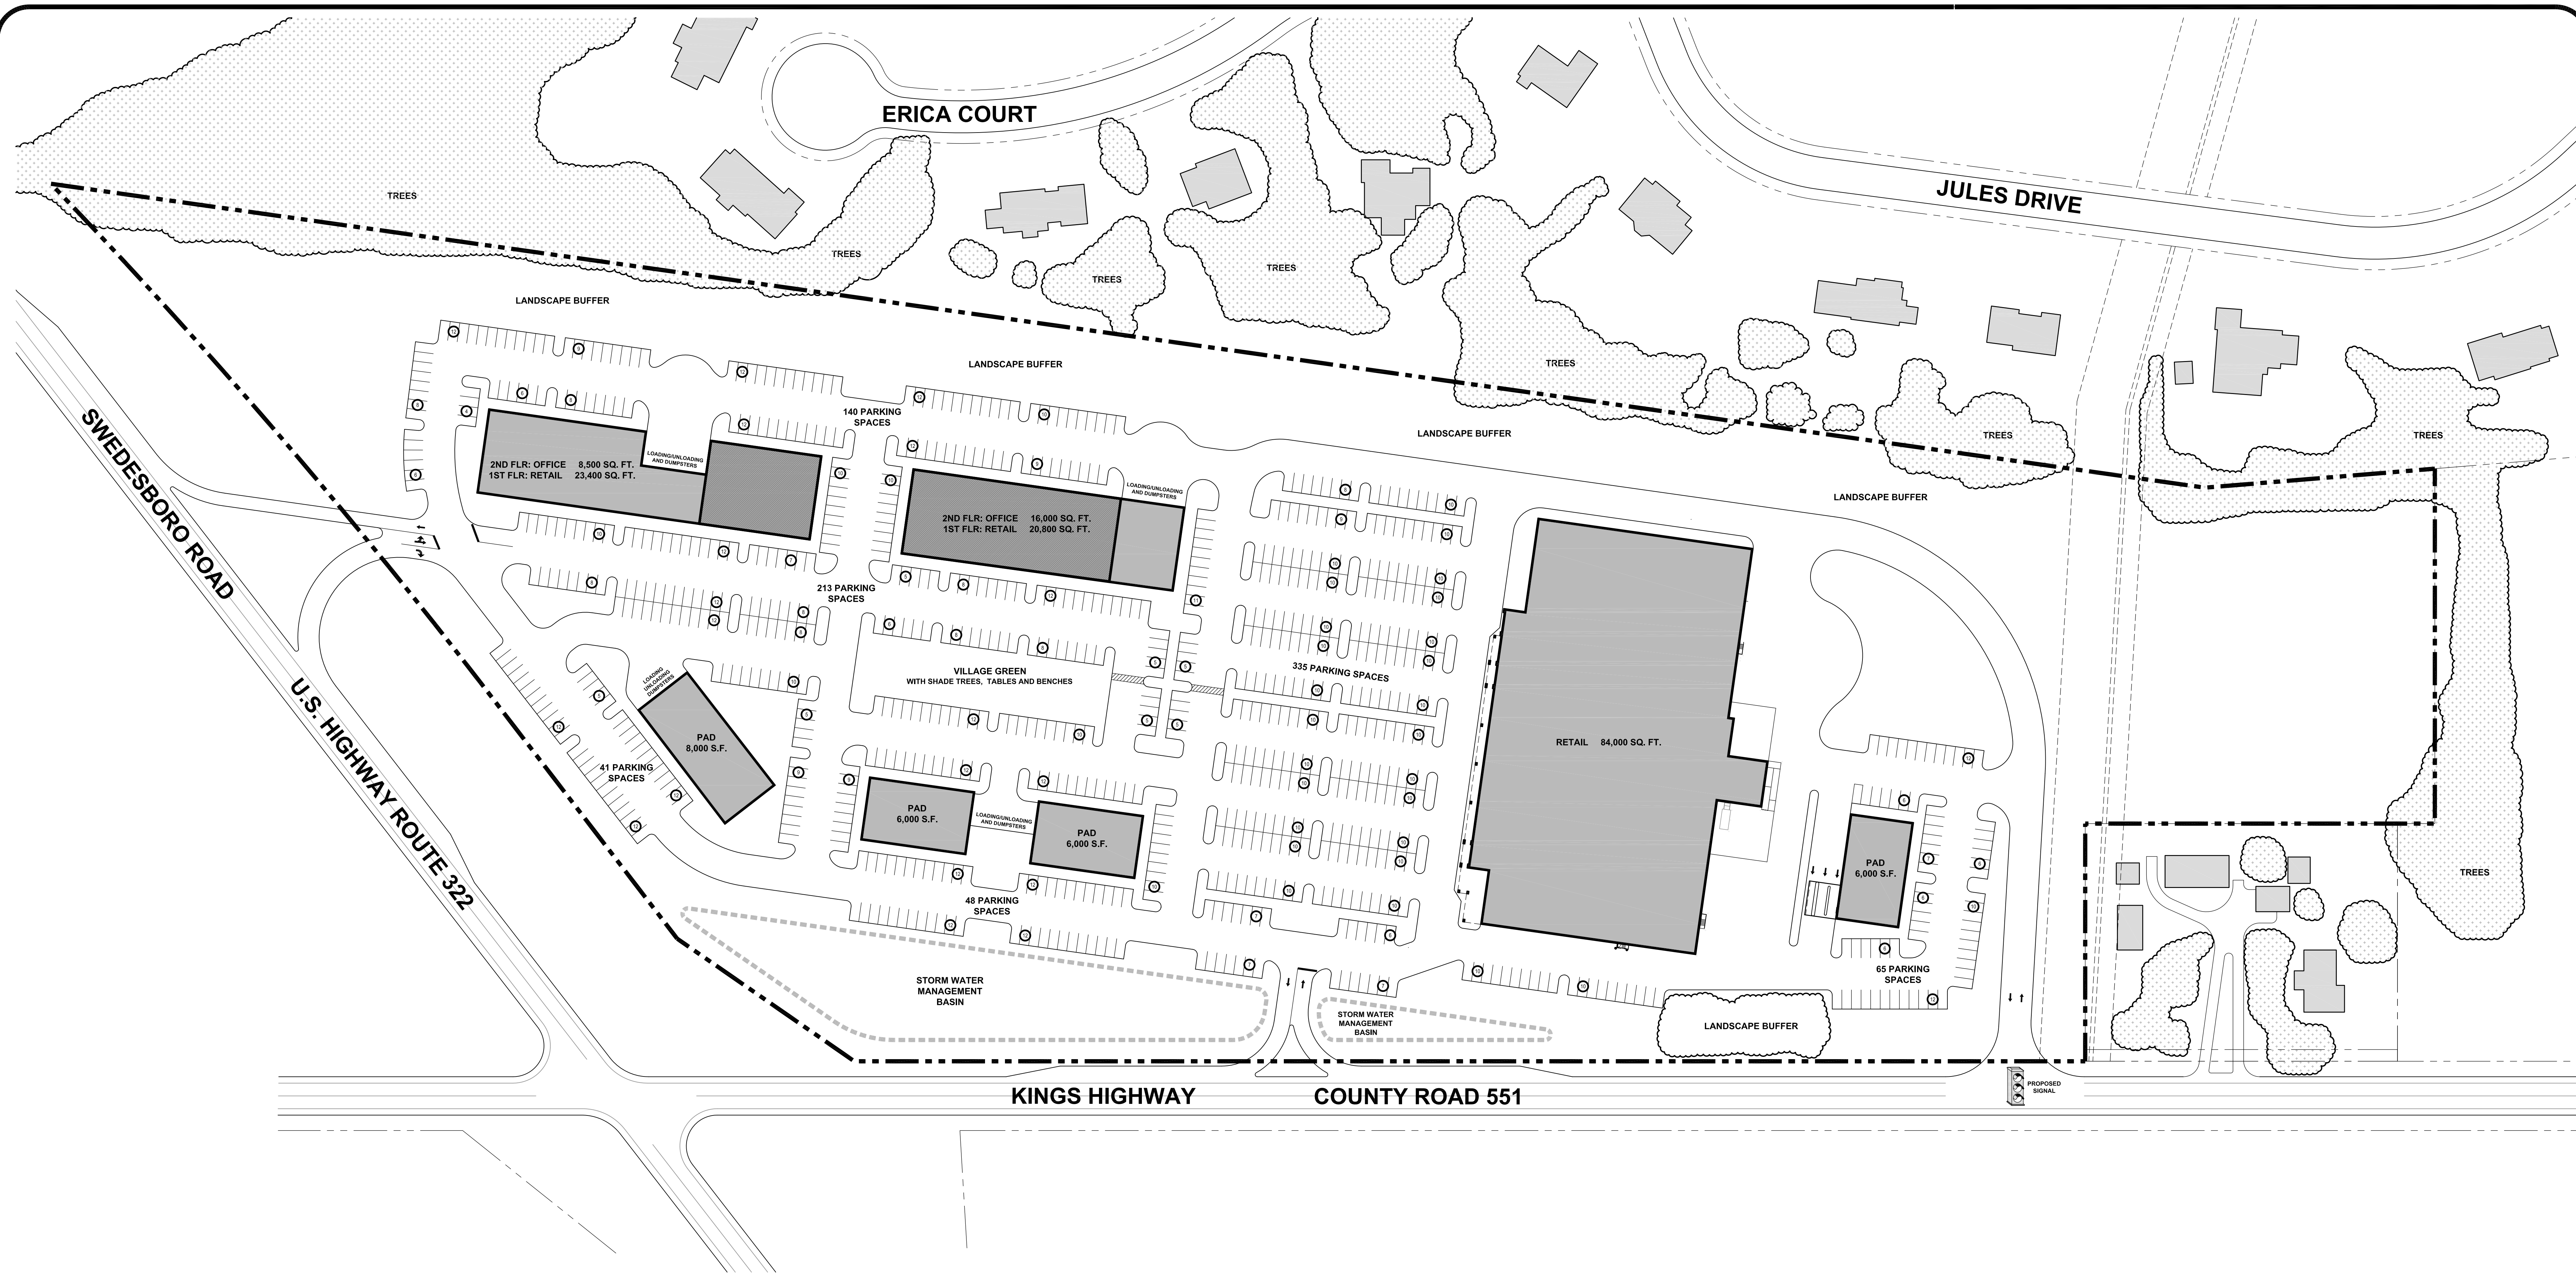 ERICA COURT
JULES DRIVE
TREES
TREES
TREES
TREES
TREES
TREES
TREES
TREES
LANDSCAPE BUFFER
LANDSCAPE BUFFER
LANDSCAPE BUFFER
LANDSCAPE BUFFER
SWEDESBORO ROAD
U.S. HIGHWAY ROUTE 322
140 PARKING
SPACES
LOADING/UNLOADING
AND DUMPSTERS
2ND FLR: OFFICE 8,500 SQ. FT.
1ST FLR: RETAIL 23,400 SQ. FT.
LOADING/UNLOADING
AND DUMPSTERS
2ND FLR: OFFICE 16,000 SQ. FT.
1ST FLR: RETAIL 20,800 SQ. FT.
213 PARKING
SPACES
VILLAGE GREEN
WITH SHADE TREES, TABLES AND BENCHES
335 PARKING SPACES
LOADING
UNLOADING
DUMPSTERS
PAD
8,000 S.F.
41 PARKING
SPACES
RETAIL 84,000 SQ. FT.
PAD
6,000 S.F.
LOADING/UNLOADING
AND DUMPSTERS
PAD
6,000 S.F.
PAD
6,000 S.F.
48 PARKING
SPACES
65 PARKING
SPACES
STORM WATER
MANAGEMENT
BASIN
STORM WATER
MANAGEMENT
BASIN
LANDSCAPE BUFFER
KINGS HIGHWAY
COUNTY ROAD 551
PROPOSED
SIGNAL